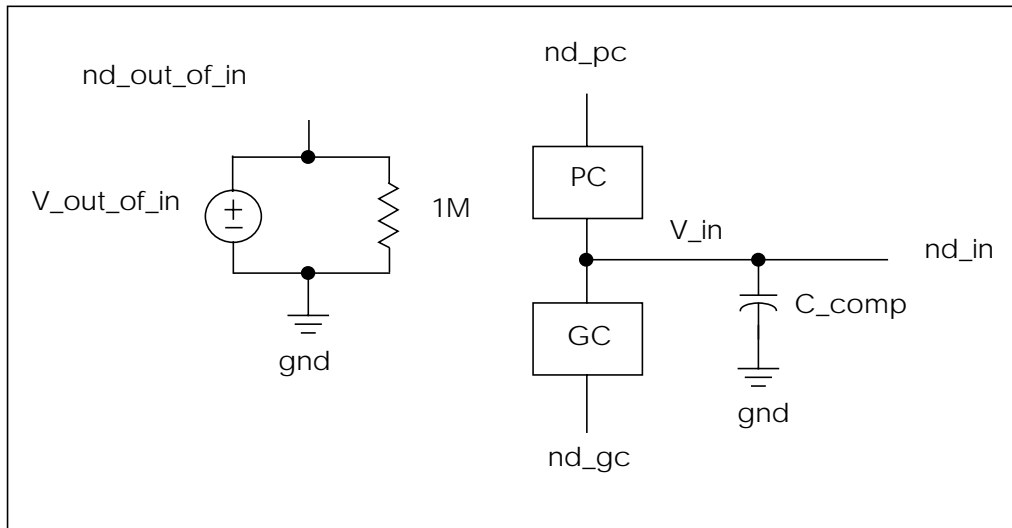 nd_out_of_in
V_out_of_in
1M
gnd
nd_pc
PC
V_in
nd_in
C_comp
GC
gnd
nd_gc